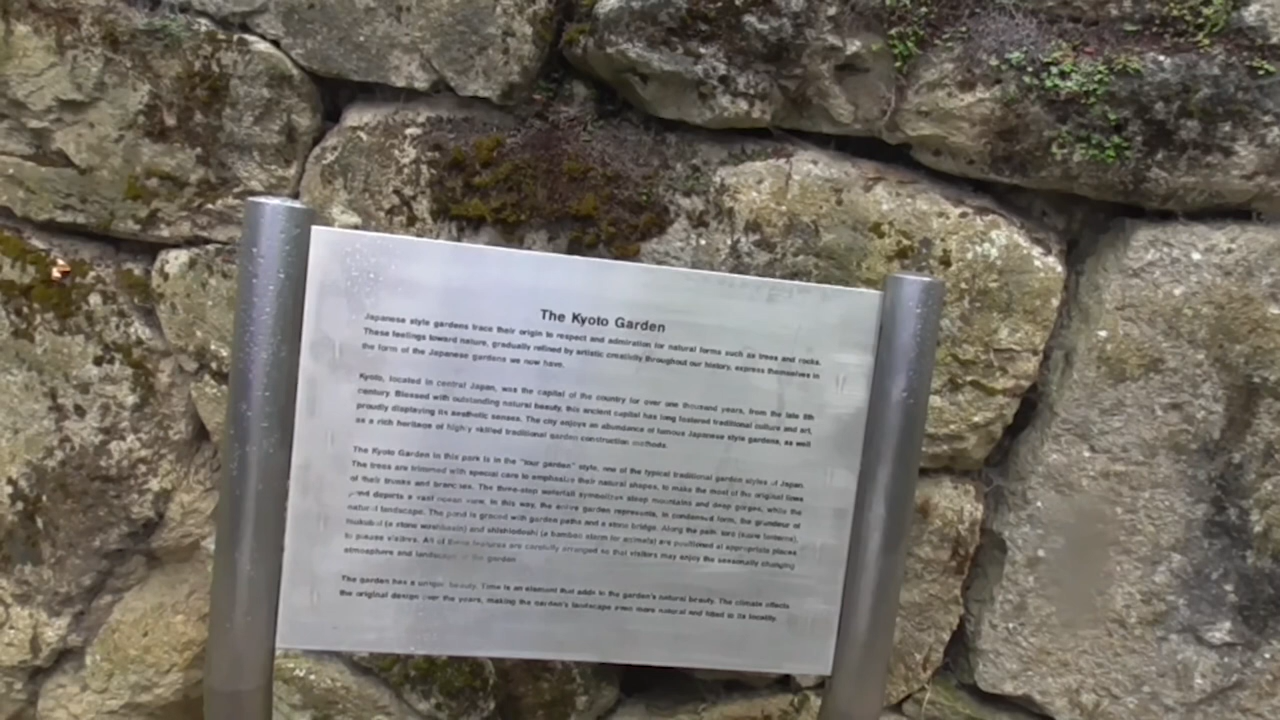 The Kyoto Garden
Japanese style gardens trace their origin to respect and admiration for natural forms such as trees and rocks.
These feelings toward nature, gradually refined by artistic creativity throughout our history, express themselves in
the form of the Japanese gardens we now have.
Kyoto, located in central Japan, was the capital of the country for over one thousand years, from the late 8th
century. Blessed with outstanding natural beauty, this ancient capital has long fostered traditional culture and art,
proudly displaying its aesthetic senses. The city enjoys an abundance of famous Japanese style gardens, as well
as a rich heritage of highly skilled traditional garden construction methods.
The Kyoto Garden in this park is in the "tour garden" style, one of the typical traditional garden styles of Japan.
The trees are trimmed with special care to emphasize their natural shapes, to make the most of the original lines
of their trunks and branches. The three-step waterfall symbolizes steep mountains and deep gorges, while the
pond depicts a vast ocean view. In this way, the entire garden represents, in condensed form, the grandeur of
natural landscape. The pond is graced with garden paths and a stone bridge. Along the path, toro (stone lanterns),
tsukubai (a stone washbasin) and shishiodoshi (a bamboo alarm for animals) are positioned at appropriate places
to pause visitors. All of these features are carefully arranged so that visitors may enjoy the seasonally changing
atmosphere and landscape of the garden.
The garden has a unique beauty. Time is an element that adds to the garden's natural beauty. The climate affects
the original design over the years, making the garden's landscape even more natural and fitted to its locality.